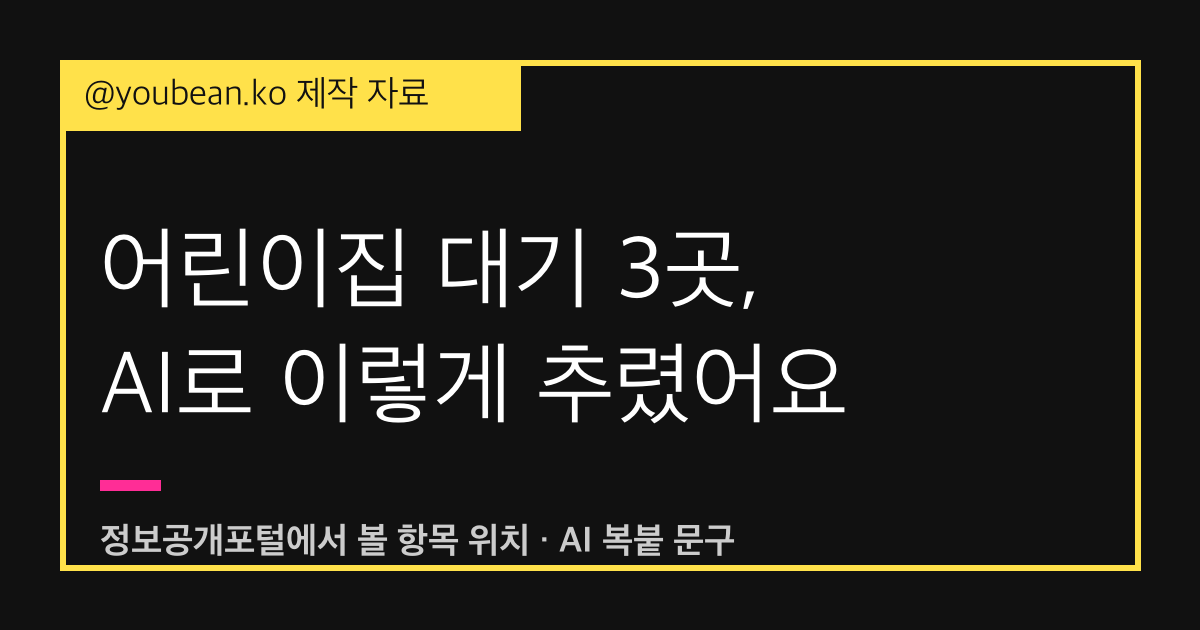 @youbean.ko 제작 자료
어린이집 대기 3곳,
AI로 이렇게 추렸어요
정보공개포털에서 볼 항목 위치 · AI 복붙 문구